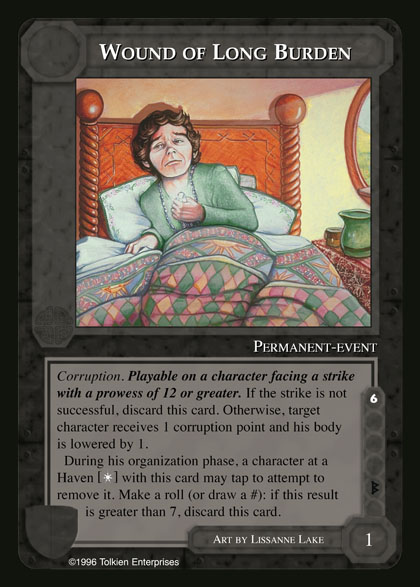 WOUND OF LONG BURDEN
PERMANENT-EVENT
Corruption. Playable on a character facing a strike
with a prowess of 12 or greater. If the strike is not
successful, discard this card. Otherwise, target
character receives 1 corruption point and his body
is lowered by 1.
During his organization phase, a character at a
Haven [☀] with this card may tap to attempt to
remove it. Make a roll (or draw a #): if this result
is greater than 7, discard this card.
6
ART BY LISSANNE LAKE
1
©1996 Tolkien Enterprises